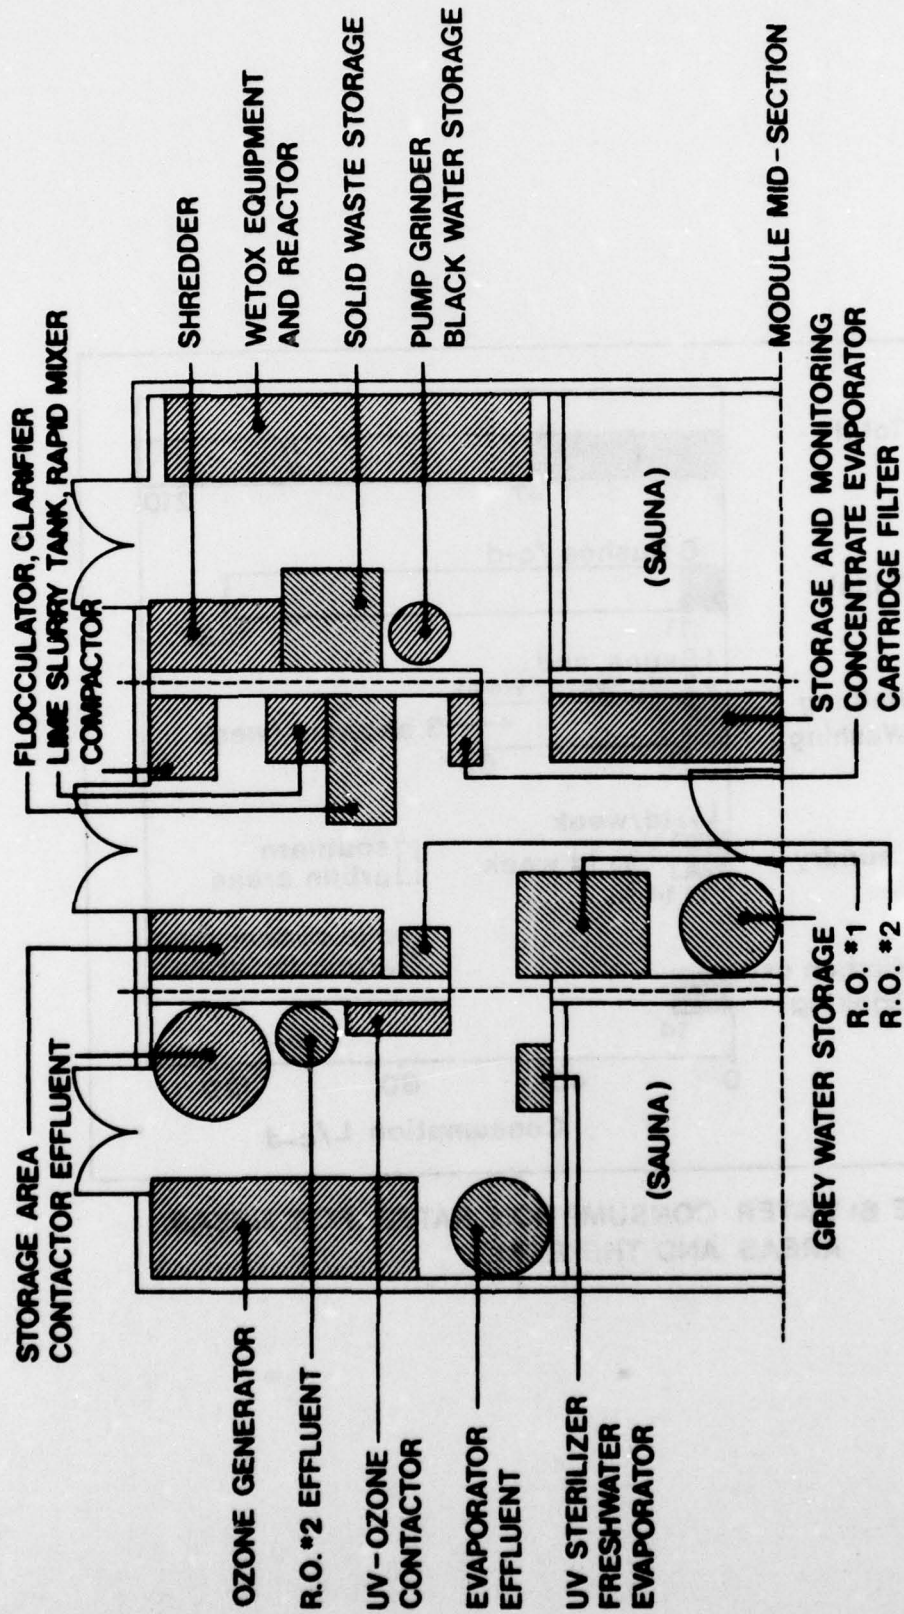 FLOCCULATOR, CLARIFIER
LIME SLURRY TANK, RAPID MIXER
COMPACTOR
STORAGE AREA
CONTACTOR EFFLUENT
SHREDDER
WETOX EQUIPMENT
AND REACTOR
SOLID WASTE STORAGE
PUMP GRINDER
BLACK WATER STORAGE
MODULE MID-SECTION
OZONE GENERATOR
R.O. #2 EFFLUENT
UV-OZONE
CONTACTOR
EVAPORATOR
EFFLUENT
UV STERILIZER
FRESHWATER
EVAPORATOR
(SAUNA)
(SAUNA)
STORAGE AND MONITORING
CONCENTRATE EVAPORATOR
CARTRIDGE FILTER
GREY WATER STORAGE
R.O. #1
R.O. #2